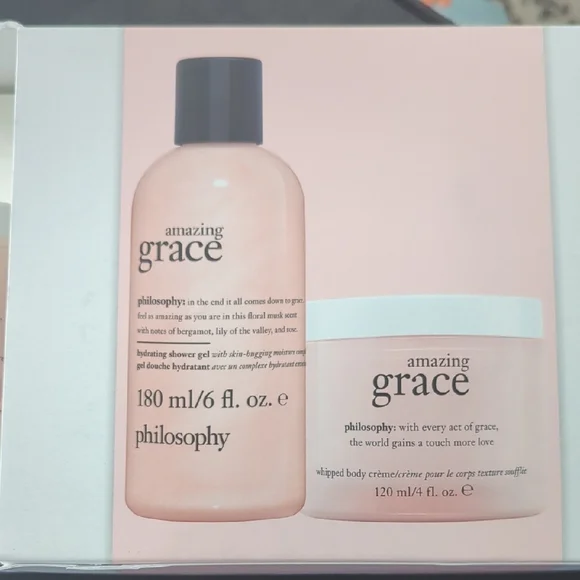 amazing
grace
philosophy: in the end it all comes down to grace.
feel as amazing as you are in this floral musk scent
with notes of bergamot, lily of the valley, and rose.
hydrating shower gel with skin-hugging moisture
gel douche hydratant avec un complexe hydratant
180 ml/6 fl. oz. e
philosophy
amazing
grace
philosophy: with every act of grace,
the world gains a touch more love
whipped body crème/crème pour le corps texture soufflée
120 ml/4 fl. oz. e